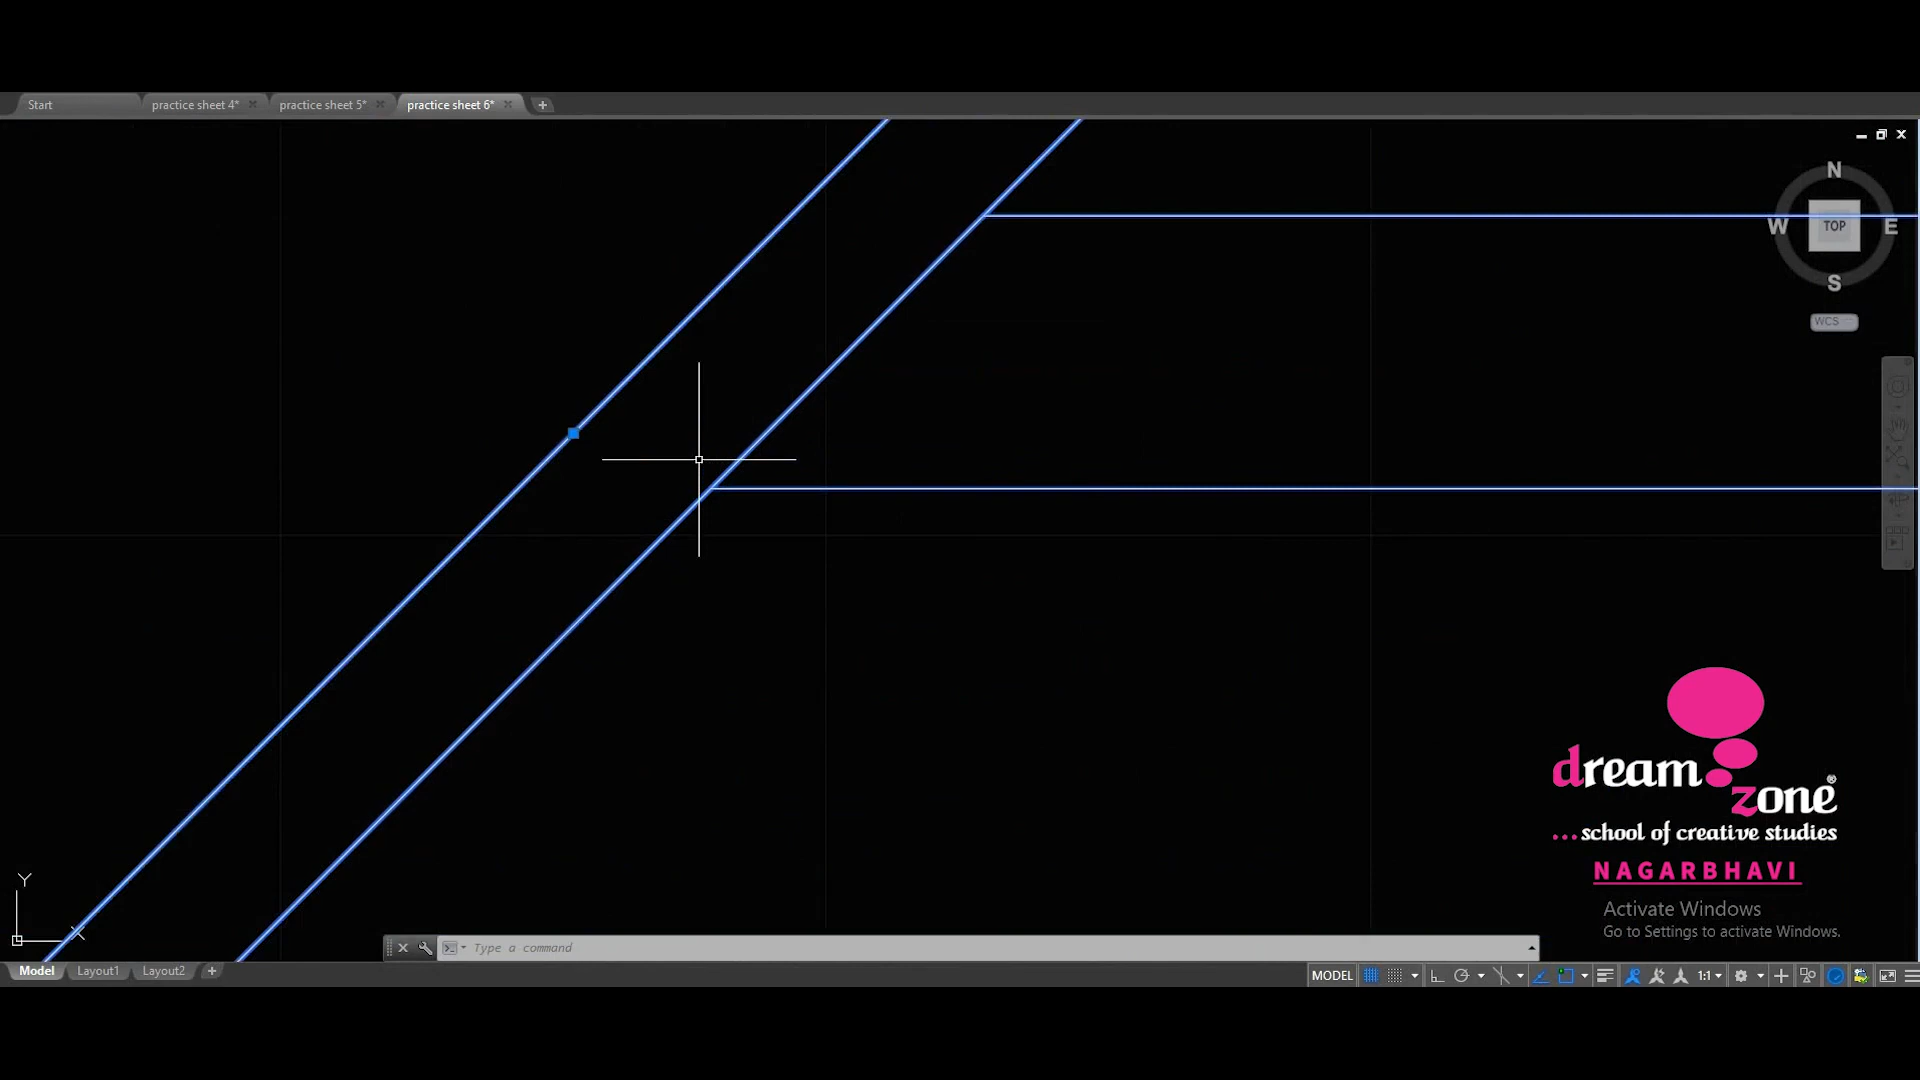 Start
practice sheet 4*
practice sheet 5*
practice sheet 6*
N
W
TOP
E
S
WCS
dream
zone®
...school of creative studies
NAGARBHAVI
Activate Windows
Go to Settings to activate Windows.
Y
X
Type a command
Model
Layout1
Layout2
MODEL
1:1